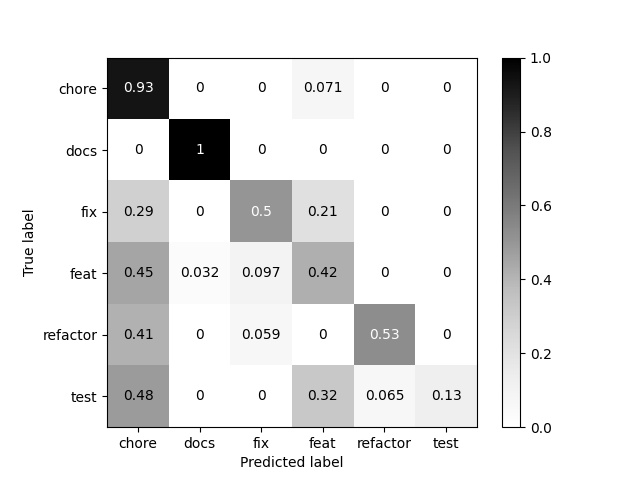 chore 0.93 0 0 0.071 0 0
docs 0 1 0 0 0 0
fix 0.29 0 0.5 0.21 0 0
feat 0.45 0.032 0.097 0.42 0 0
refactor 0.41 0 0.059 0 0.53 0
test 0.48 0 0 0.32 0.065 0.13
chore docs fix feat refactor test
Predicted label
True label
1.0
0.8
0.6
0.4
0.2
0.0